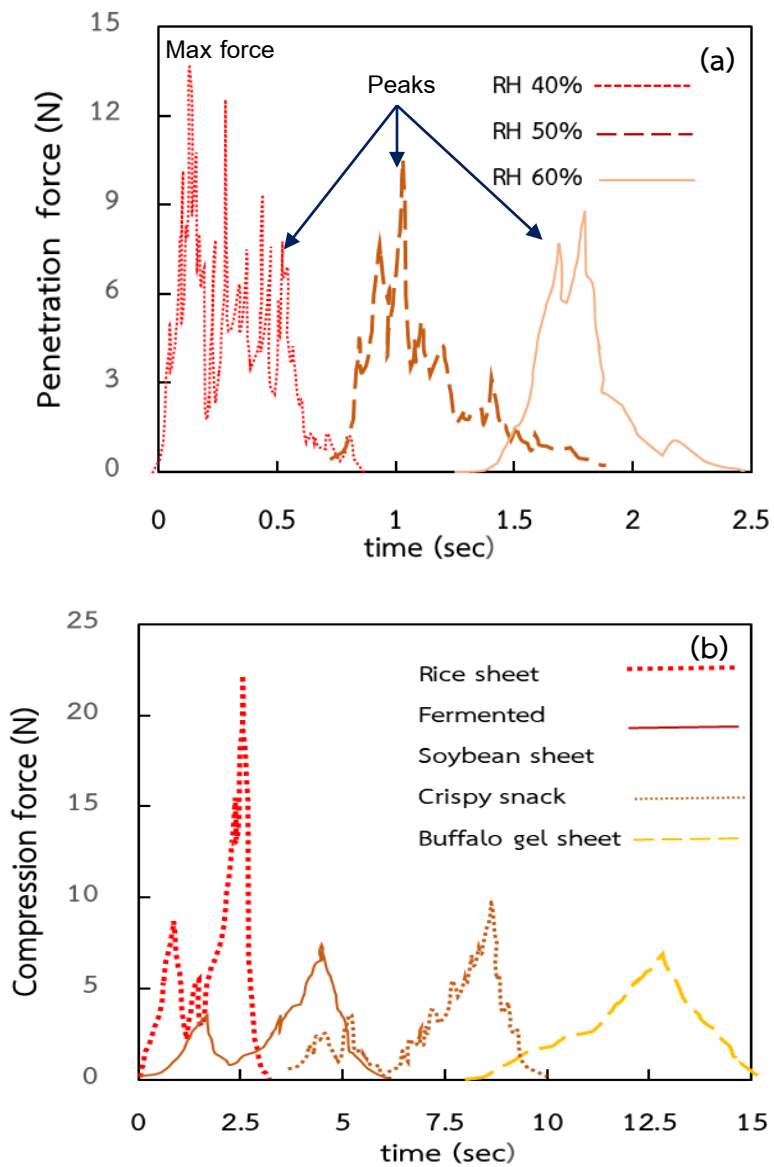 15
12
9
6
3
0
Penetration force (N)
Max force
Peaks
(a)
RH 40%
RH 50%
RH 60%
0
0.5
1
1.5
2
2.5
time (sec)
25
20
15
10
5
0
Compression force (N)
(b)
Rice sheet
Fermented
Soybean sheet
Crispy snack
Buffalo gel sheet
0
2.5
5
7.5
10
12.5
15
time (sec)